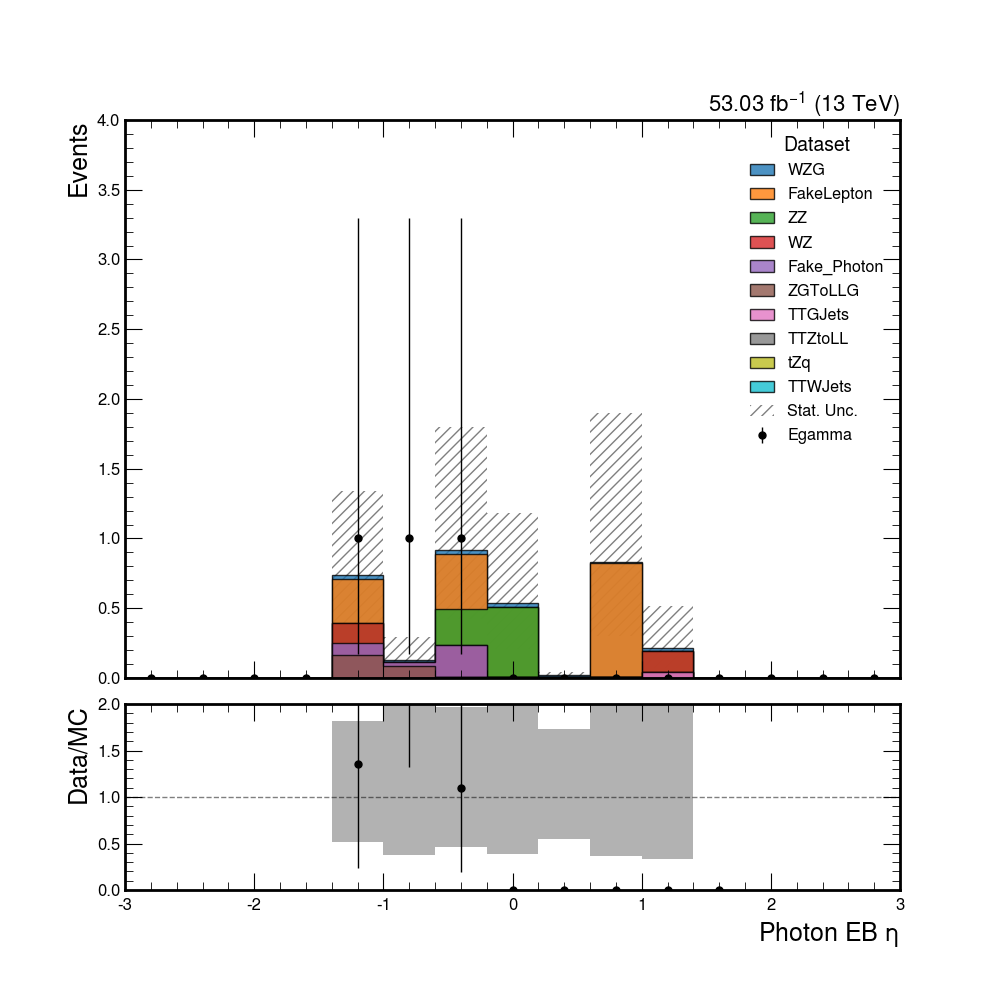 53.03 fb⁻¹ (13 TeV)
Events
4.0
3.5
3.0
2.5
2.0
1.5
1.0
0.5
0.0
Dataset
WZG
FakeLepton
ZZ
WZ
Fake_Photon
ZGToLLG
TTGJets
TTZtoLL
tZq
TTWJets
Stat. Unc.
Egamma
Data/MC
2.0
1.5
1.0
0.5
0.0
-3 -2 -1 0 1 2 3
Photon EB η